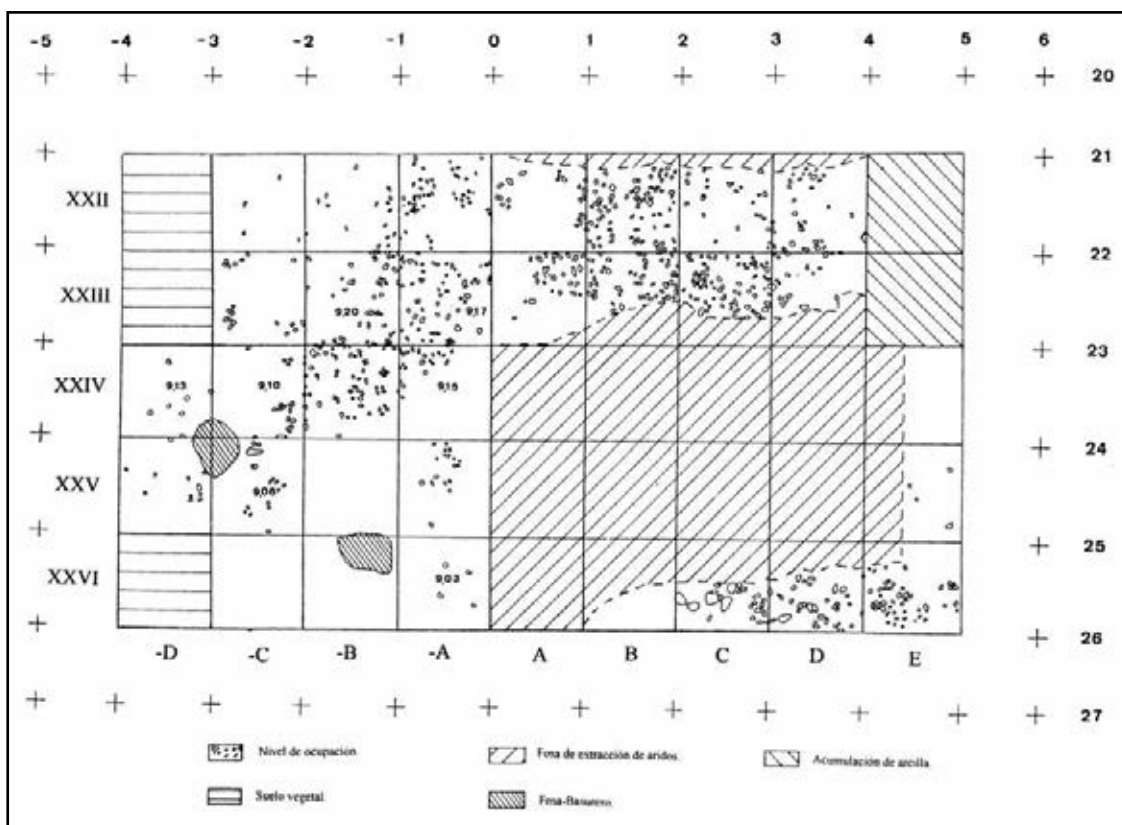 -5 -4 -3 -2 -1 0 1 2 3 4 5 6
20
21
XXII
22
XXIII
9,20 9,17
23
XXIV
9,13 9,10 9,15
24
XXV
9,08
25
XXVI
9,03
26
-D -C -B -A A B C D E
27
Nivel de ocupación. Fosa de extracción de aridos. Acumulación de arcilla.
Suelo vegetal. Fosa-Basurero.